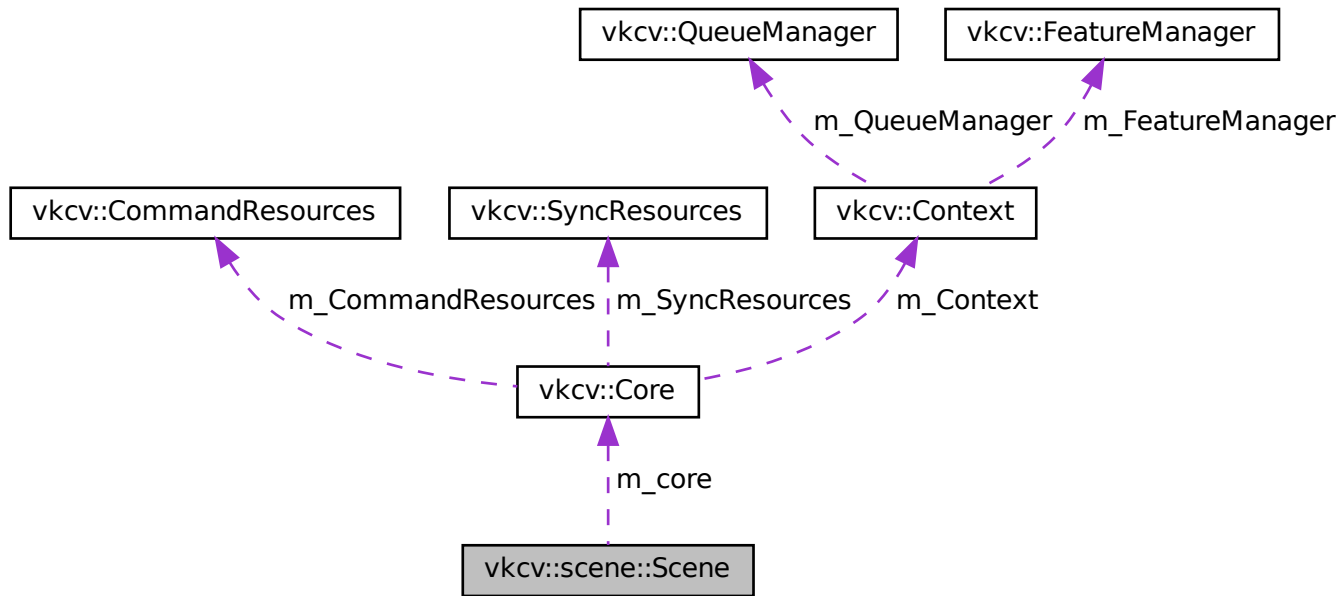 vkcv::QueueManager
vkcv::FeatureManager
m_QueueManager
m_FeatureManager
vkcv::CommandResources
vkcv::SyncResources
vkcv::Context
m_CommandResources
m_SyncResources
m_Context
vkcv::Core
m_core
vkcv::scene::Scene